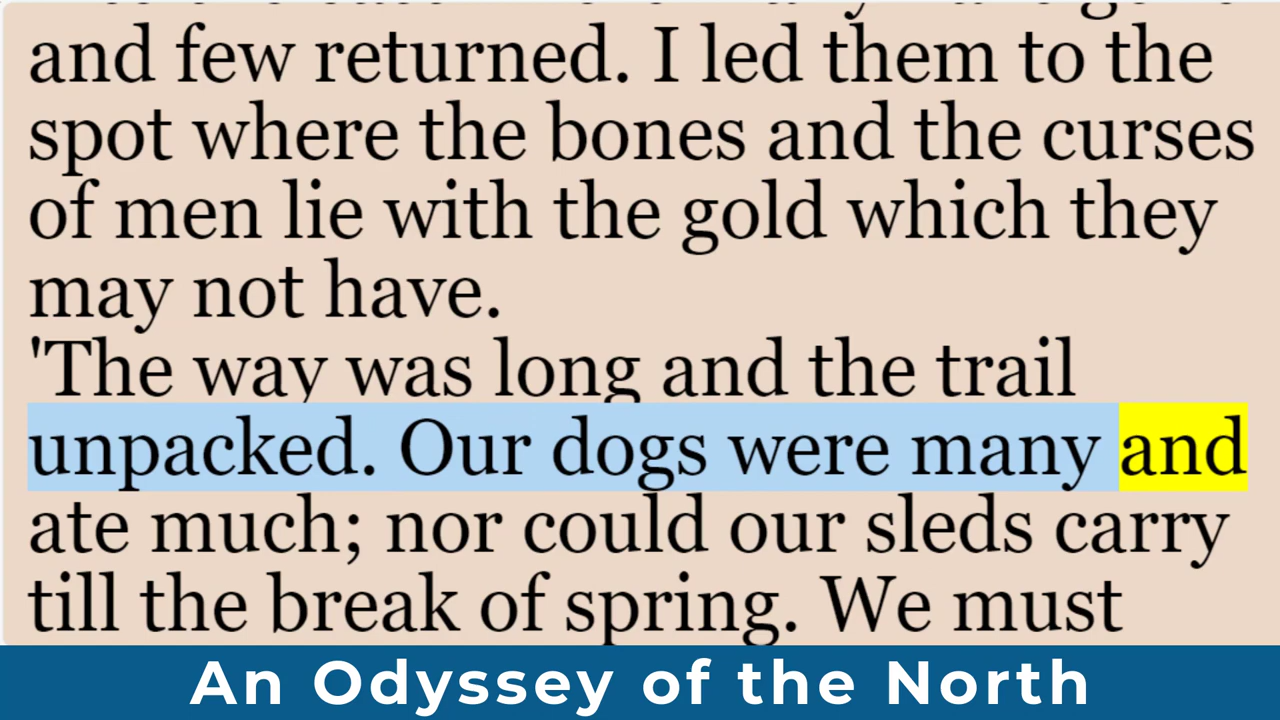 and few returned. I led them to the
spot where the bones and the curses
of men lie with the gold which they
may not have.
'The way was long and the trail
unpacked. Our dogs were many and
ate much; nor could our sleds carry
till the break of spring. We must
An Odyssey of the North